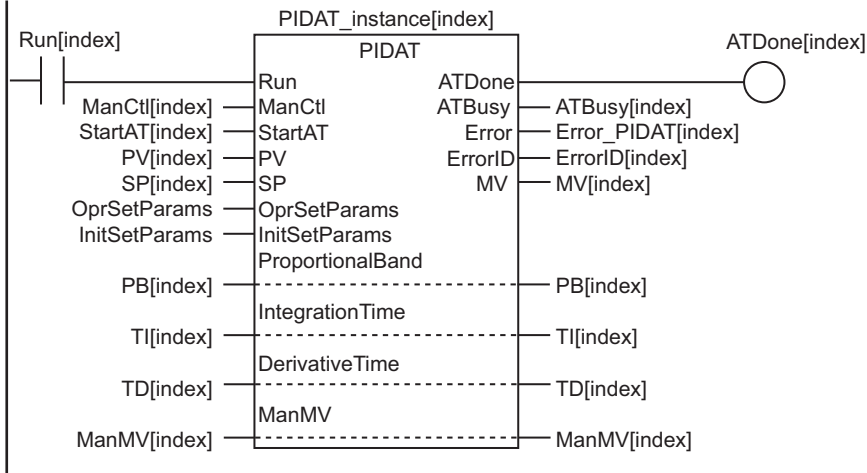 PIDAT_instance[index]
Run[index]
PIDAT
ATDone[index]
Run
ATDone
ManCtl[index]
ManCtl
ATBusy
ATBusy[index]
StartAT[index]
StartAT
Error
Error_PIDAT[index]
PV[index]
PV
ErrorID
ErrorID[index]
SP[index]
SP
MV
MV[index]
OprSetParams
OprSetParams
InitSetParams
InitSetParams
ProportionalBand
PB[index]
PB[index]
IntegrationTime
TI[index]
TI[index]
DerivativeTime
TD[index]
TD[index]
ManMV
ManMV[index]
ManMV[index]